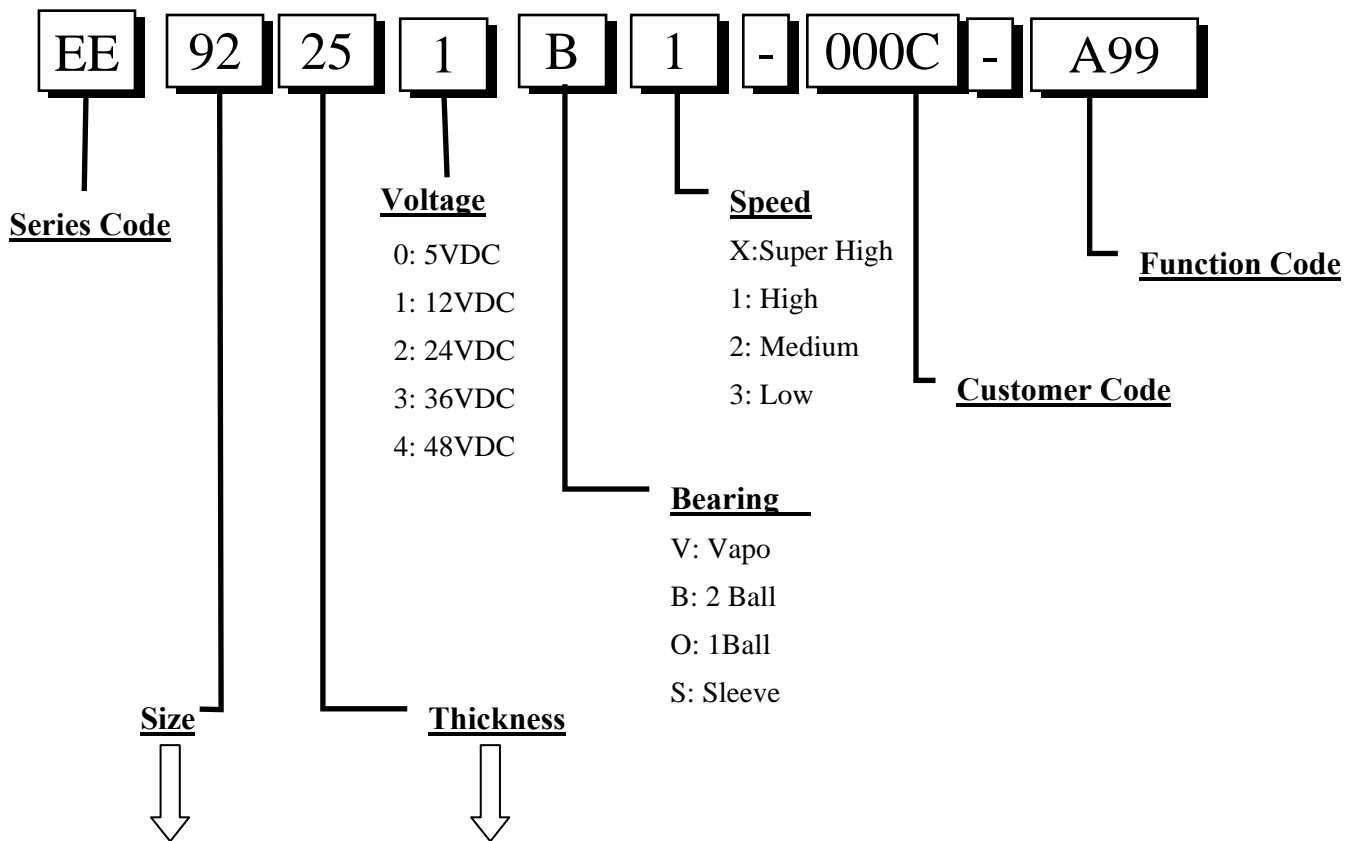 EE 92 25 1 B 1 - 000C - A99
Series Code
Voltage
0: 5VDC
1: 12VDC
2: 24VDC
3: 36VDC
4: 48VDC
Speed
X:Super High
1: High
2: Medium
3: Low
Function Code
Customer Code
Bearing
V: Vapo
B: 2 Ball
O: 1Ball
S: Sleeve
Size
Thickness